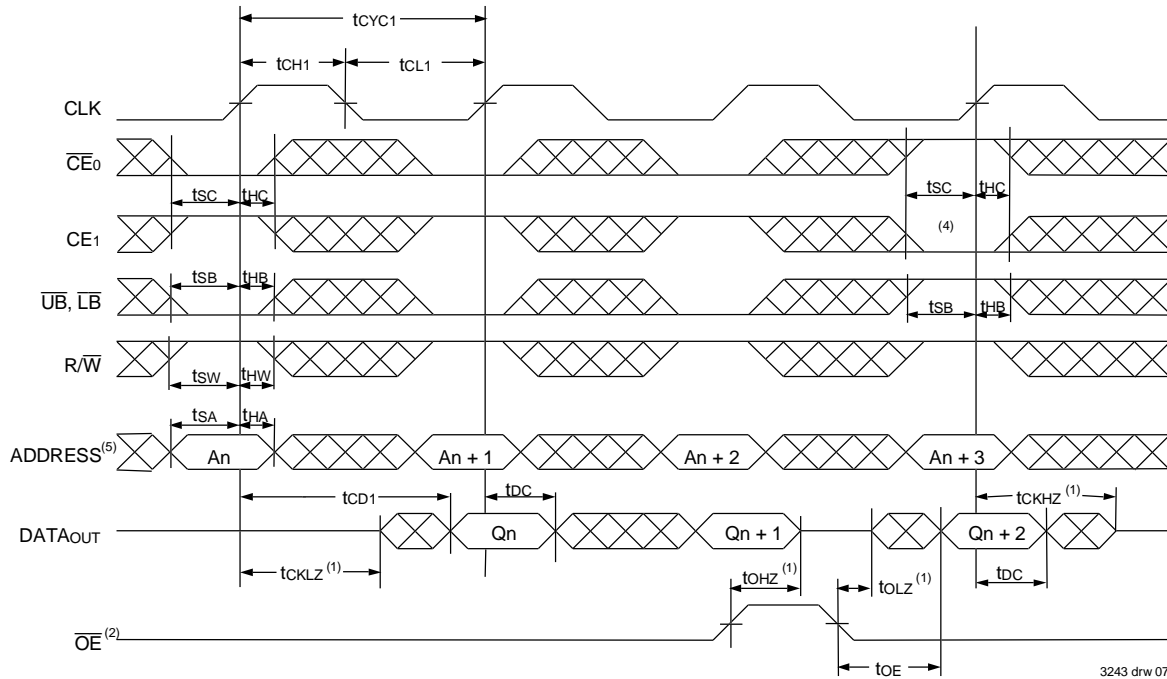 tCYC1
tCH1 tCL1
CLK
CE0
tSC tHC tSC tHC
CE1 (4)
tSB tHB
UB, LB
tSB tHB
R/W
tSW tHW
tSA tHA
ADDRESS(5) An An + 1 An + 2 An + 3
tCD1 tDC tCKHZ (1)
DATAOUT Qn Qn + 1 Qn + 2
tCKLZ (1) tOHZ (1) tOLZ (1) tDC
OE (2)
tOE
3243 drw 07